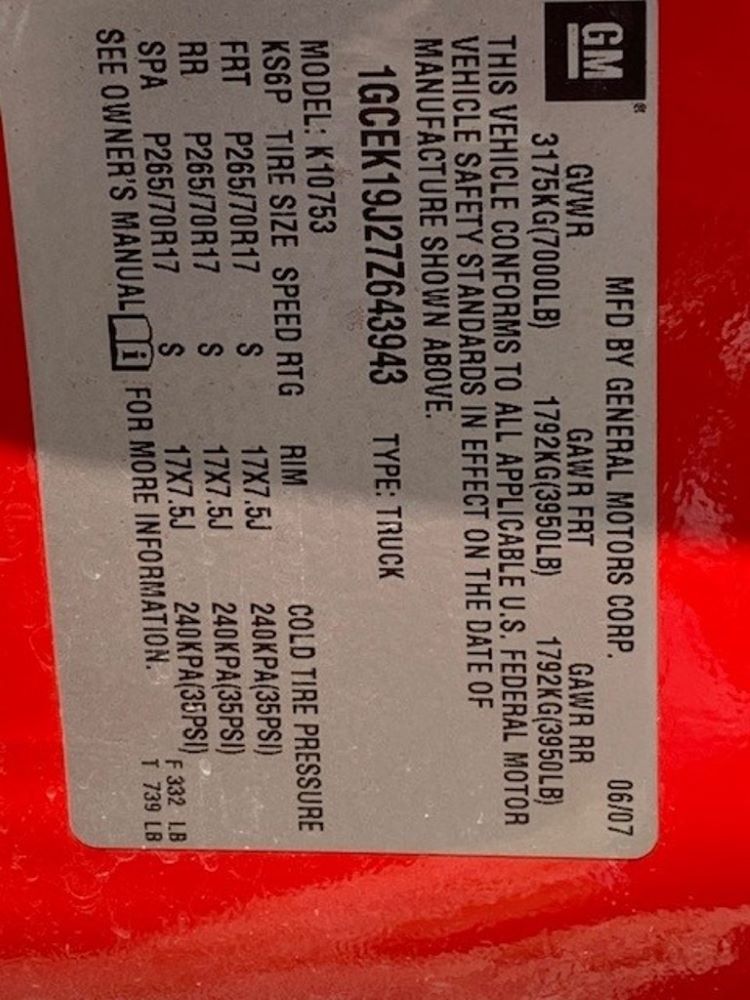 GM®
MFD BY GENERAL MOTORS CORP. 06/07
GVWR GAWR FRT GAWR RR
3175KG(7000LB) 1792KG(3950LB) 1792KG(3950LB)
THIS VEHICLE CONFORMS TO ALL APPLICABLE U.S. FEDERAL MOTOR
VEHICLE SAFETY STANDARDS IN EFFECT ON THE DATE OF
MANUFACTURE SHOWN ABOVE.
1GCEK19J27Z643943 TYPE: TRUCK
MODEL: K10753
KS6P TIRE SIZE SPEED RTG RIM COLD TIRE PRESSURE
FRT P265/70R17 S 17X7.5J 240KPA(35PSI)
RR P265/70R17 S 17X7.5J 240KPA(35PSI)
SPA P265/70R17 S 17X7.5J 240KPA(35PSI) F 332 LB
SEE OWNER'S MANUAL i FOR MORE INFORMATION. T 739 LB